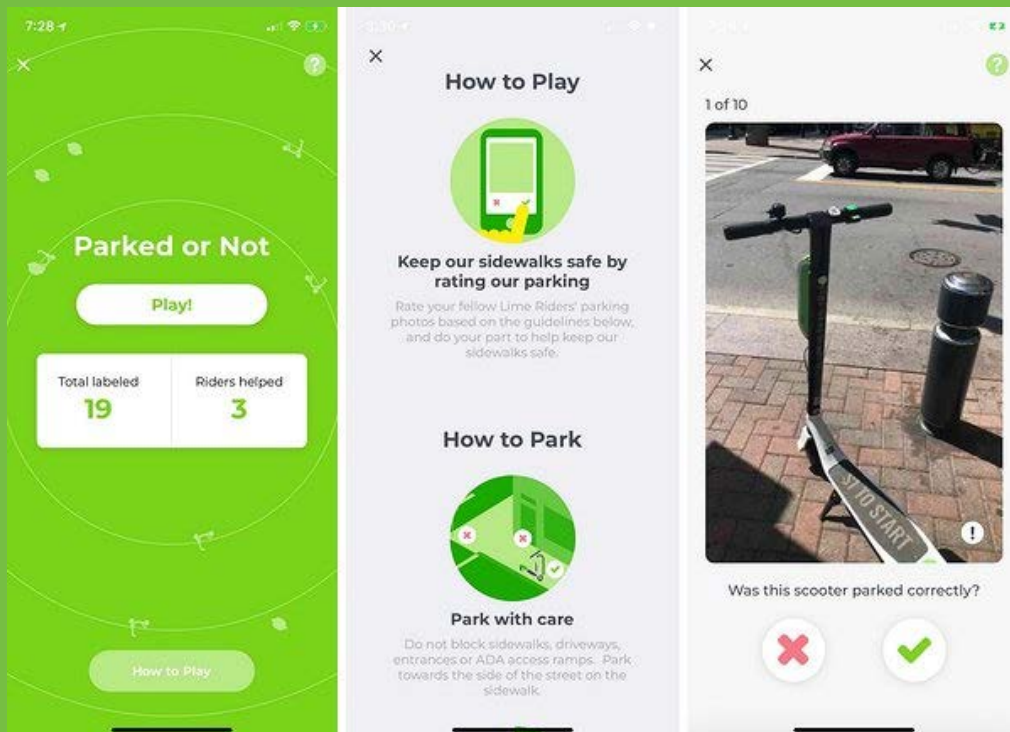 7:28
Parked or Not
Play!
Total labeled
19
Riders helped
3
How to Play
How to Play
Keep our sidewalks safe by
rating our parking
Rate your fellow Lime Riders' parking
photos based on the guidelines below,
and do your part to help keep our
sidewalks safe.
How to Park
Park with care
Do not block sidewalks, driveways,
entrances or ADA access ramps. Park
towards the side of the street on the
sidewalk.
?
1 of 10
TO START
!
Was this scooter parked correctly?